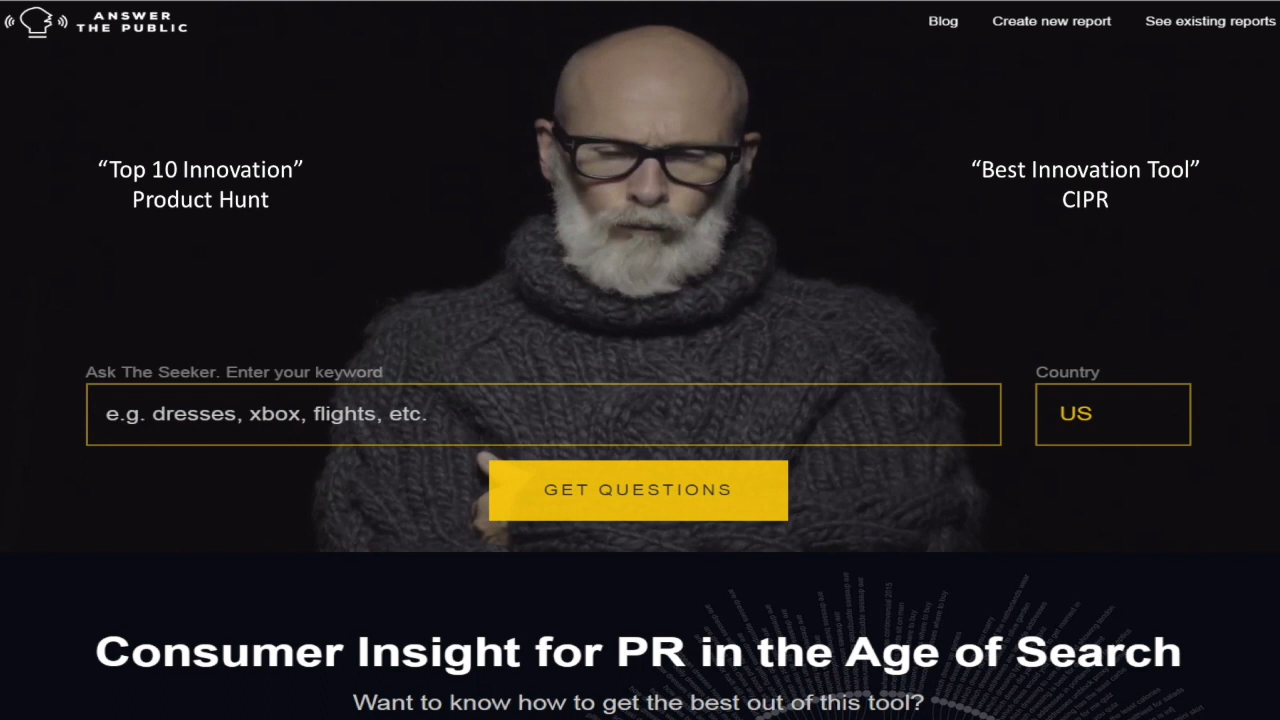 ANSWER
THE PUBLIC
Blog
Create new report
See existing reports
“Top 10 Innovation”
Product Hunt
“Best Innovation Tool”
CIPR
Ask The Seeker. Enter your keyword
Country
e.g. dresses, xbox, flights, etc.
US
GET QUESTIONS
Consumer Insight for PR in the Age of Search
Want to know how to get the best out of this tool?